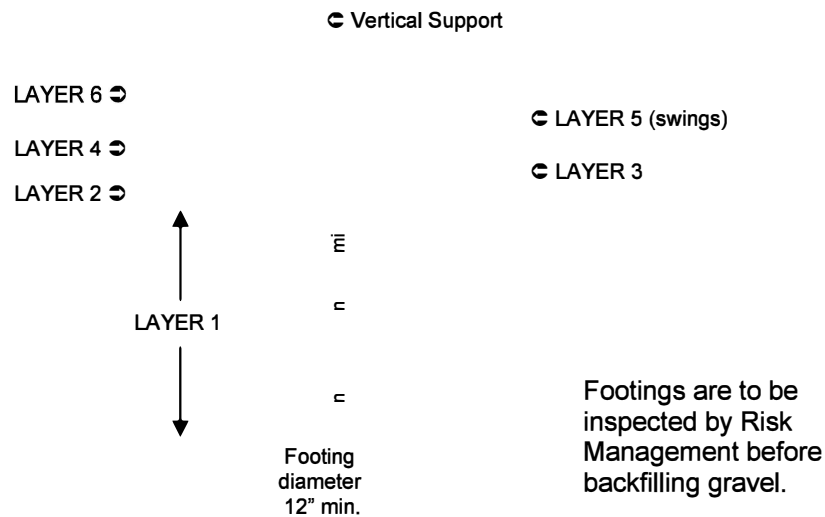 ➲ Vertical Support
LAYER 6 ➲
➲ LAYER 5 (swings)
LAYER 4 ➲
➲ LAYER 3
LAYER 2 ➲
mi
n
LAYER 1
n
Footing
diameter
12” min.
Footings are to be
inspected by Risk
Management before
backfilling gravel.